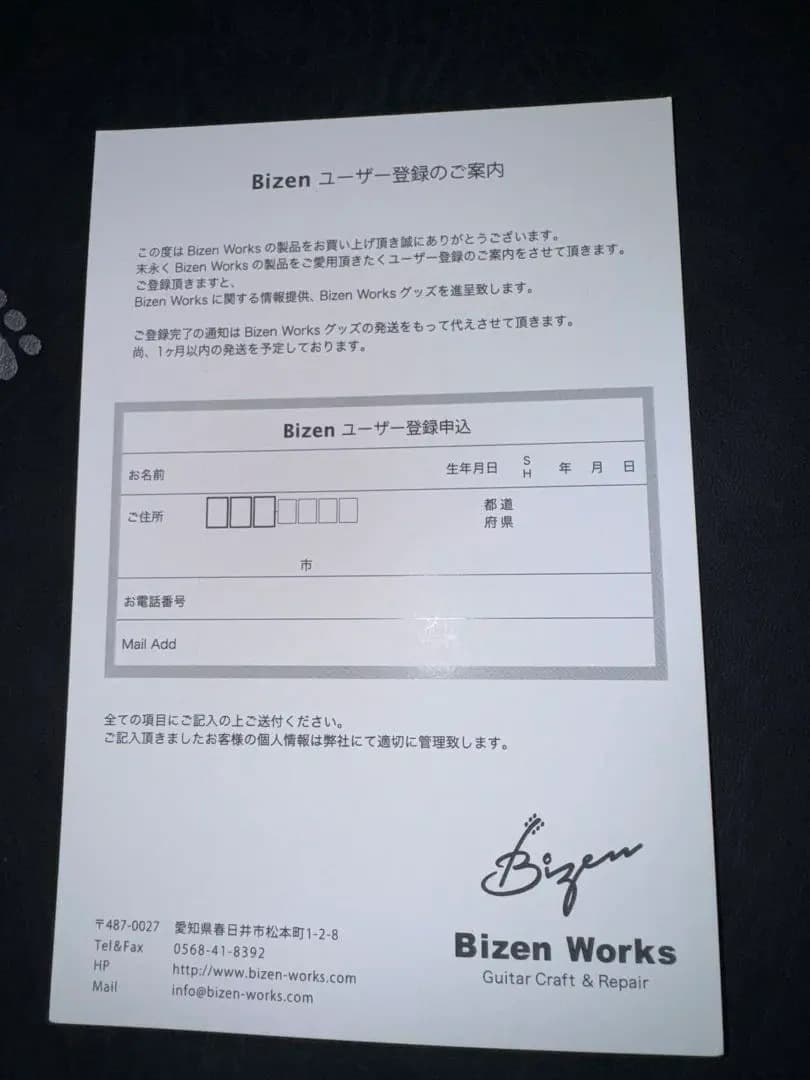 Bizen ユーザー登録のご案内
この度は Bizen Works の製品をお買い上げ頂き誠にありがとうございます。
末永く Bizen Works の製品をご愛用頂きたくユーザー登録のご案内をさせて頂きます。
ご登録頂きますと、
Bizen Works に関する情報提供、Bizen Works グッズを進呈致します。
ご登録完了の通知は Bizen Works グッズの発送をもって代えさせて頂きます。
尚、1ヶ月以内の発送を予定しております。
Bizen ユーザー登録申込
お名前 生年月日 S H 年 月 日
ご住所 都道
府県
市
お電話番号
Mail Add
全ての項目にご記入の上ご送付ください。
ご記入頂きましたお客様の個人情報は弊社にて適切に管理致します。
Bizen
Bizen Works
Guitar Craft & Repair
〒487-0027 愛知県春日井市松本町1-2-8
Tel&Fax 0568-41-8392
HP http://www.bizen-works.com
Mail info@bizen-works.com